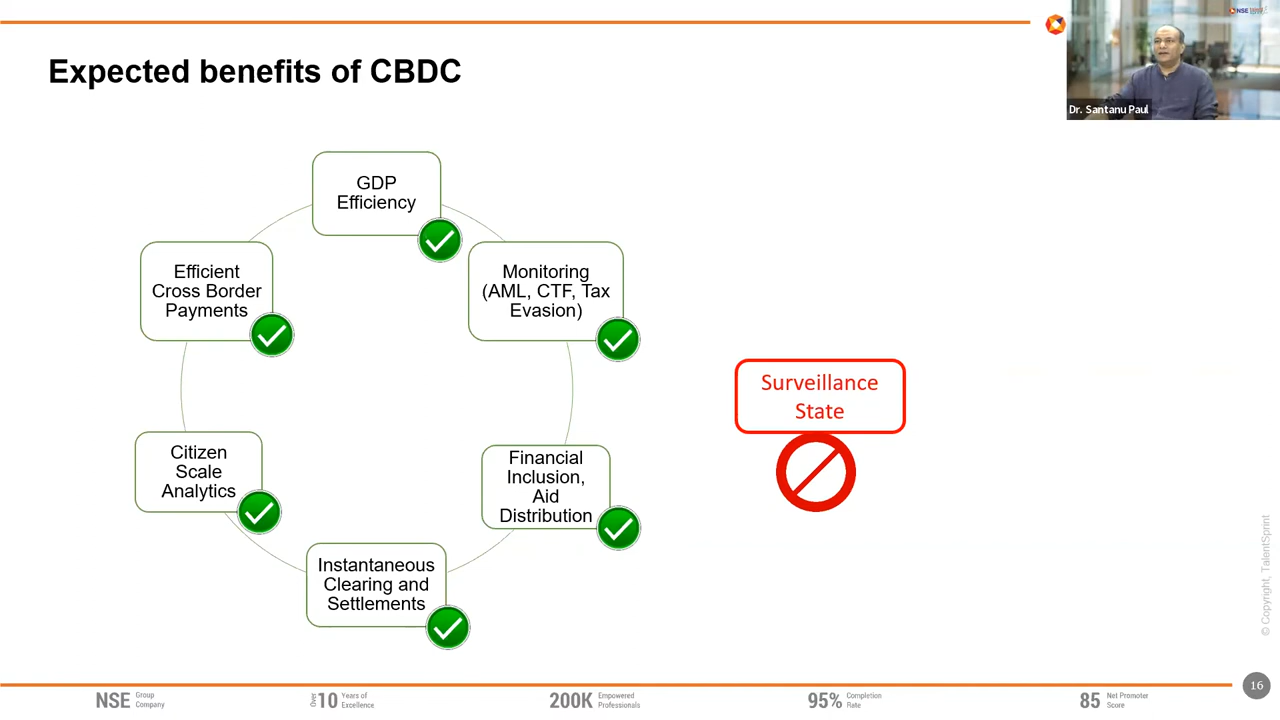 Expected benefits of CBDC
NSE
Dr. Santanu Paul
GDP
Efficiency
Monitoring
(AML, CTF, Tax
Evasion)
Financial
Inclusion,
Aid
Distribution
Instantaneous
Clearing and
Settlements
Citizen
Scale
Analytics
Efficient
Cross Border
Payments
Surveillance
State
© Copyright, TalentSprint
16
NSE Group
Company
Over 10 Years of
Excellence
200K Empowered
Professionals
95% Completion
Rate
85 Net Promoter
Score